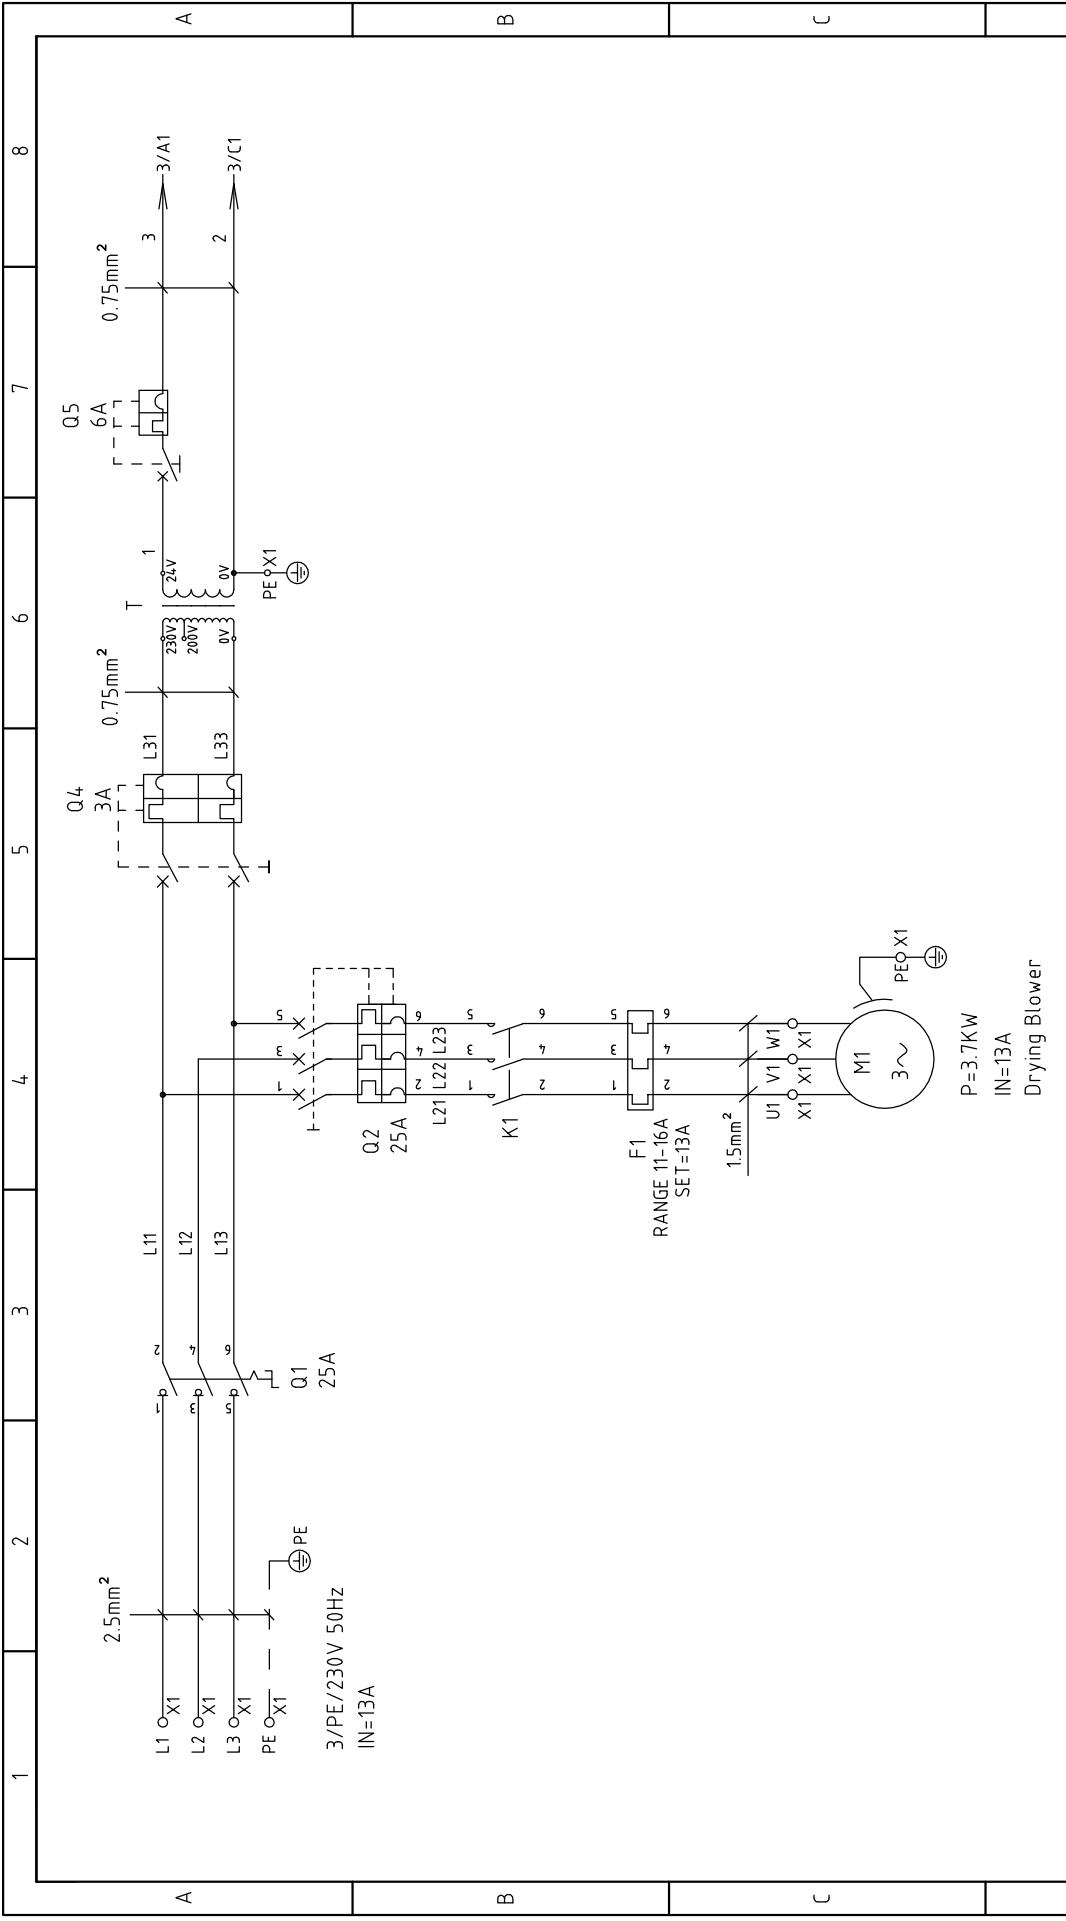 1
2
3
4
5
6
7
8
A
B
C
A
B
C
L1
X1
L2
X1
L3
X1
PE
X1
3/PE/230V 50Hz
IN=13A
2.5mm²
PE
1
2
3
4
5
6
Q1
25A
L11
L12
L13
1
3
5
Q2
25A
2
4
6
L21
L22
L23
1
3
5
K1
2
4
6
1
3
5
F1
RANGE 11-16A
SET=13A
2
4
6
1.5mm²
U1
V1
W1
X1
X1
X1
M1
3~
PE
X1
P=3.7KW
IN=13A
Drying Blower
Q4
3A
L31
L33
0.75mm²
T
230V
200V
0V
24V
0V
1
PE
X1
Q5
6A
0.75mm²
3
2
3/A1
3/C1